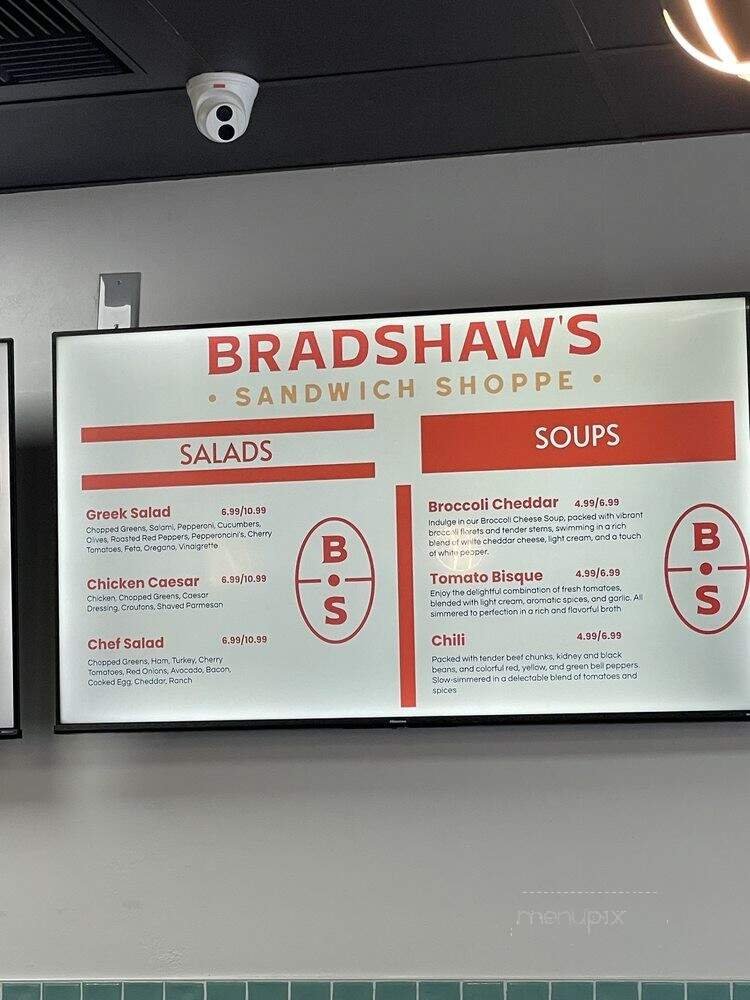 BRADSHAW'S
• SANDWICH SHOPPE •
SALADS
Greek Salad 6.99/10.99
Chopped Greens, Salami, Pepperoni, Cucumbers,
Olives, Roasted Red Peppers, Pepperoncini's, Cherry
Tomatoes, Feta, Oregano, Vinaigrette
Chicken Caesar 6.99/10.99
Chicken, Chopped Greens, Caesar
Dressing, Croutons, Shaved Parmesan
Chef Salad 6.99/10.99
Chopped Greens, Ham, Turkey, Cherry
Tomatoes, Red Onions, Avocado, Bacon,
Cooked Egg, Cheddar, Ranch
B
S
SOUPS
Broccoli Cheddar 4.99/6.99
Indulge in our Broccoli Cheese Soup, packed with vibrant
broccoli florets and tender stems, swimming in a rich
blend of white cheddar cheese, light cream, and a touch
of white pepper.
Tomato Bisque 4.99/6.99
Enjoy the delightful combination of fresh tomatoes,
blended with light cream, aromatic spices, and garlic. All
simmered to perfection in a rich and flavorful broth
Chili 4.99/6.99
Packed with tender beef chunks, kidney and black
beans, and colorful red, yellow, and green bell peppers.
Slow-simmered in a delectable blend of tomatoes and
spices
B
S
Hisense
menupix